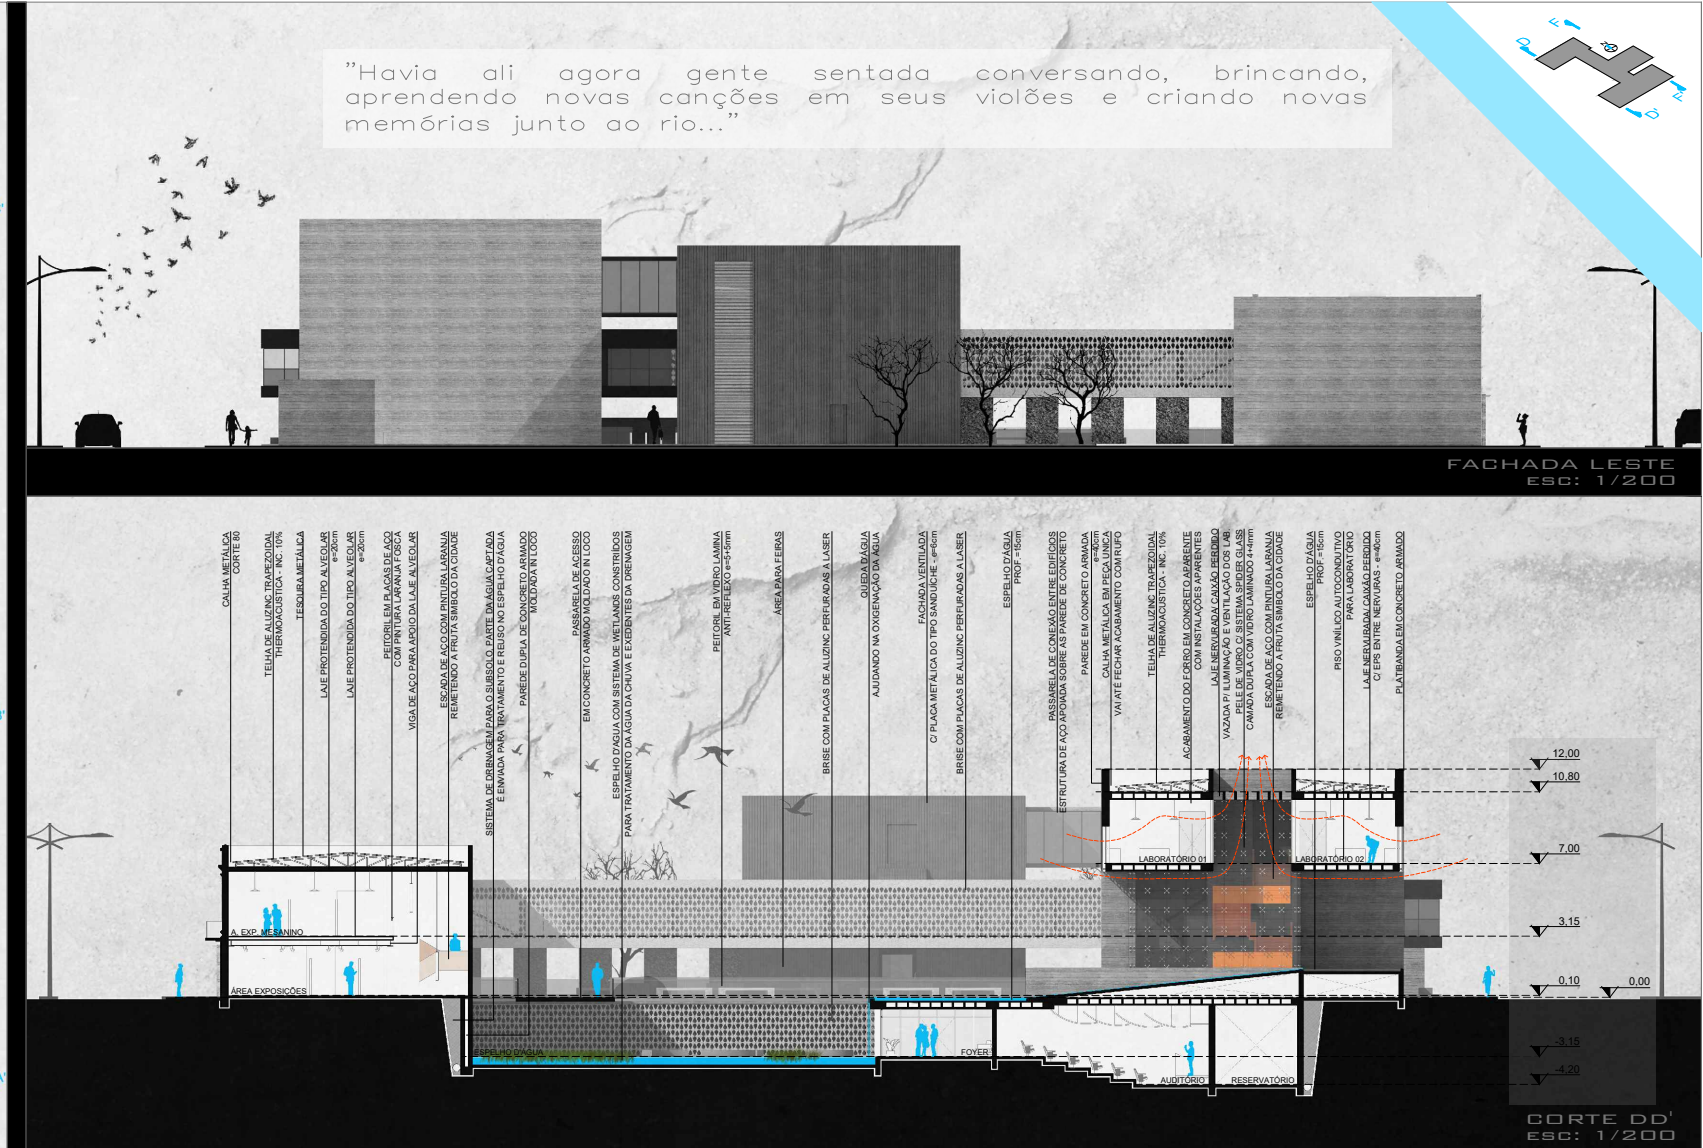 "Havia ali agora gente sentada conversando, brincando,
aprendendo novas canções em seus violões e criando novas
memórias junto ao rio..."
F
D
N
F'
D'
FACHADA LESTE
ESC: 1/200
CALHA METÁLICA
CORTE 80
TELHA DE ALUZINC TRAPEZOIDAL
THERMOACUSTICA - INC. 10%
TESOURA METÁLICA
LAJE PROTENDIDA DO TIPO ALVEOLAR
e=20cm
LAJE PROTENDIDA DO TIPO ALVEOLAR
e=20cm
PEITORIL EM PLACAS DE AÇO
COM PINTURA LARANJA FOSCA
VIGA DE AÇO PARA APOIO DA LAJE ALVEOLAR
ESCADA DE AÇO COM PINTURA LARANJA
REMETENDO A FRUTA SIMBOLO DA CIDADE
SISTEMA DE DRENAGEM PARA O SUBSOLO, PARTE DA ÁGUA CAPTADA
É ENVIADA PARA TRATAMENTO E REUSO NO ESPELHO D'ÁGUA
PAREDE DUPLA DE CONCRETO ARMADO
MOLDADA IN LOCO
PASSARELA DE ACESSO
EM CONCRETO ARMADO MOLDADO IN LOCO
ESPELHO D'AGUA COM SISTEMA DE WETLANDS CONSTRUÍDOS
PARA TRATAMENTO DA ÁGUA DA CHUVA E EXEDENTES DA DRENAGEM
PEITORIL EM VIDRO LAMINA
ANTI-REFLEXO e=5+5mm
ÁREA PARA FEIRAS
BRISE COM PLACAS DE ALUZINC PERFURADAS A LASER
QUEDA D'ÁGUA
AJUDANDO NA OXIGENAÇÃO DA ÁGUA
FACHADA VENTILADA
C/ PLACA METÁLICA DO TIPO SANDUÍCHE - e=6cm
BRISE COM PLACAS DE ALUZINC PERFURADAS A LASER
ESPELHO D'ÁGUA
PROF. =15cm
PASSARELA DE CONEXÃO ENTRE EDIFÍCIOS
ESTRUTURA DE AÇO APOIADA SOBRE AS PAREDE DE CONCRETO
PAREDE EM CONCRETO ARMADA
e=40cm
CALHA METÁLICA EM PEÇA ÚNICA
VAI ATÉ FECHAR ACABAMENTO COM RUFO
TELHA DE ALUZINC TRAPEZOIDAL
THERMOACUSTICA - INC. 10%
ACABAMENTO DO FORRO EM CONCRETO APARENTE
COM INSTALAÇÕES APARENTES
LAJE NERVURADA/ CAIXÃO PERDIDO
VAZADA P/ ILUMINAÇÃO E VENTILAÇÃO DOS LAB.
PELE DE VIDRO C/ SISTEMA SPIDER GLASS
CAMADA DUPLA COM VIDRO LAMINADO 4+4mm
ESCADA DE AÇO COM PINTURA LARANJA
REMETENDO A FRUTA SIMBOLO DA CIDADE
ESPELHO D'ÁGUA
PROF. =15cm
PISO VINÍLICO AUTOCONDUTIVO
PARA LABORATÓRIO
LAJE NERVURADA/ CAIXÃO PERDIDO
C/ EPS ENTRE NERVURAS - e=40cm
PLATIBANDA EM CONCRETO ARMADO
12,00
10.80
7,00
3.15
0,10
0,00
-3,15
-4,20
LABORATÓRIO 01
LABORATÓRIO 02
A. EXP. MESANINO
ÁREA EXPOSIÇÕES
ESPELHO D'ÁGUA
FOYER
AUDITÓRIO
RESERVATÓRIO
CORTE DD'
ESC: 1/200